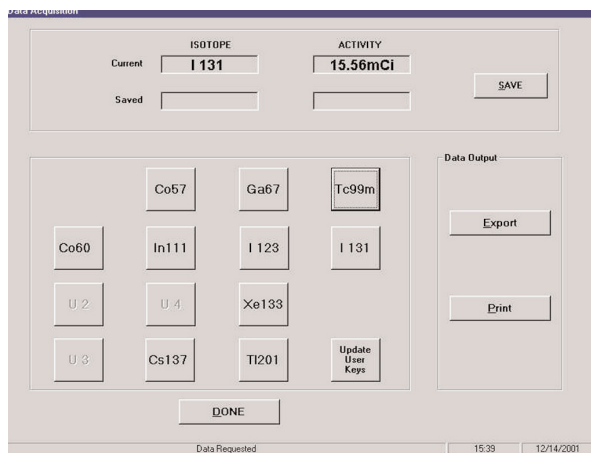 Data Acquisition
ISOTOPE ACTIVITY
Current I 131 15.56mCi
SAVE
Saved
Data Output
Co57 Ga67 Tc99m
Export
Co60 In111 I 123 I 131
U 2 U 4 Xe133
Print
U 3 Cs137 Tl201 Update
User
Keys
DONE
Data Requested 15:39 12/14/2001